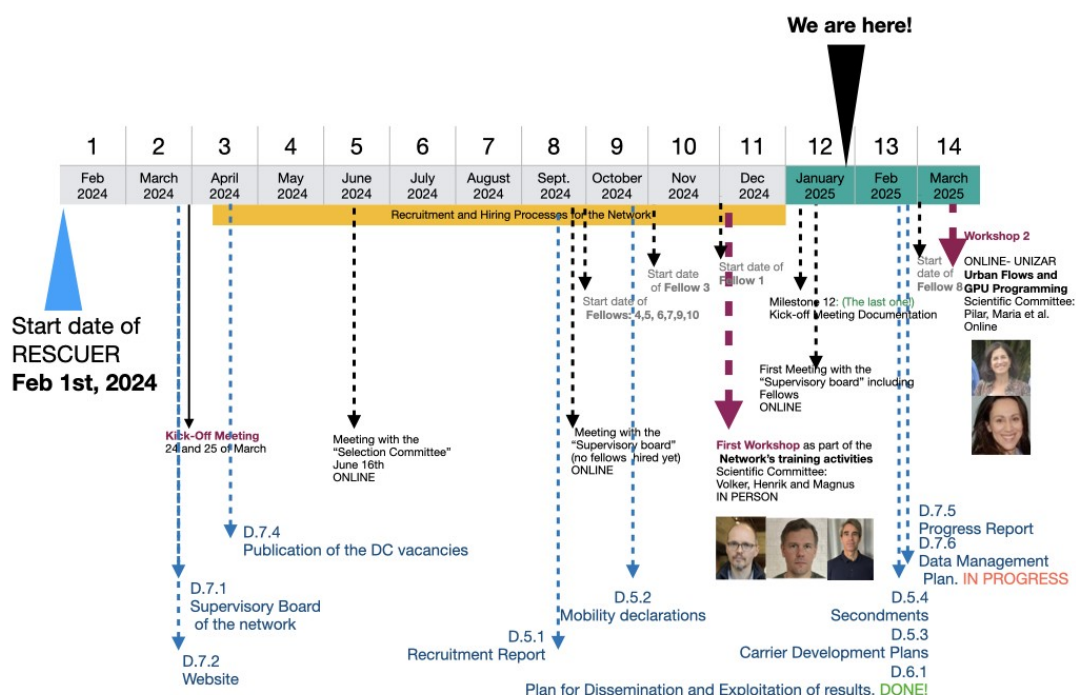 We are here!
1 2 3 4 5 6 7 8 9 10 11 12 13 14
Feb March April May June July August Sept. October Nov Dec January Feb March
2024 2024 2024 2024 2024 2024 2024 2024 2024 2024 2024 2025 2025 2025
Recruitment and Hiring Processes for the Network
Start date of
RESCUER
Feb 1st, 2024
Kick-Off Meeting
24 and 25 of March
Meeting with the
"Selection Committee"
June 16th
ONLINE
Meeting with the
"Supervisory board"
(no fellows hired yet)
ONLINE
Start date of
Fellows: 4,5, 6,7,9,10
Start date
of Fellow 3
Start date of
Fellow 1
First Workshop as part of the
Network's training activities
Scientific Committee:
Volker, Henrik and Magnus
IN PERSON
Milestone 12: (The last one!)
Kick-off Meeting Documentation
First Meeting with the
"Supervisory board" including
Fellows
ONLINE
Start
date of
Fellow 8
Workshop 2
ONLINE- UNIZAR
Urban Flows and
GPU Programming
Scientific Committee:
Pilar, Maria et al.
Online
D.7.4
Publication of the DC vacancies
D.7.1
Supervisory Board
of the network
D.7.2
Website
D.5.1
Recruitment Report
D.5.2
Mobility declarations
D.7.5
Progress Report
D.7.6
Data Management
Plan. IN PROGRESS
D.5.4
Secondments
D.5.3
Carrier Development Plans
D.6.1
Plan for Dissemination and Exploitation of results. DONE!